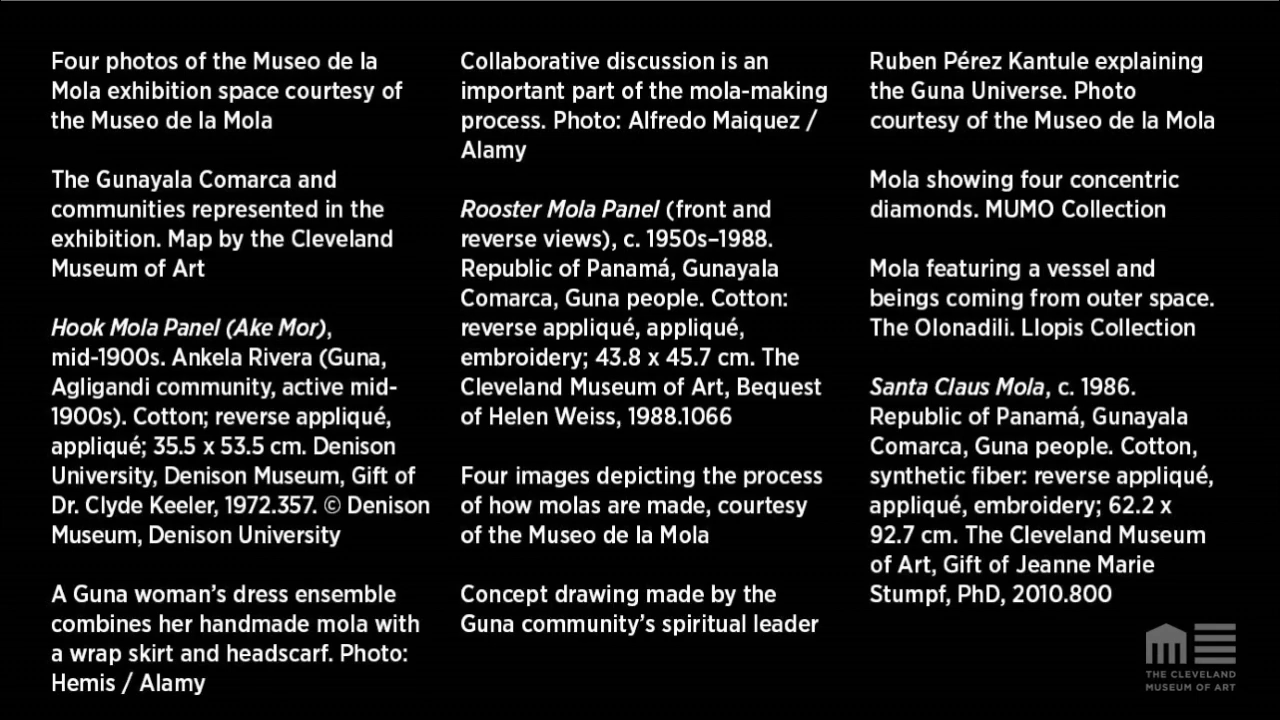 Four photos of the Museo de la
Mola exhibition space courtesy of
the Museo de la Mola
The Gunayala Comarca and
communities represented in the
exhibition. Map by the Cleveland
Museum of Art
Hook Mola Panel (Ake Mor),
mid-1900s. Ankela Rivera (Guna,
Agligandi community, active mid-
1900s). Cotton; reverse appliqué,
appliqué; 35.5 x 53.5 cm. Denison
University, Denison Museum, Gift of
Dr. Clyde Keeler, 1972.357. © Denison
Museum, Denison University
A Guna woman’s dress ensemble
combines her handmade mola with
a wrap skirt and headscarf. Photo:
Hemis / Alamy
Collaborative discussion is an
important part of the mola-making
process. Photo: Alfredo Maiquez /
Alamy
Rooster Mola Panel (front and
reverse views), c. 1950s–1988.
Republic of Panamá, Gunayala
Comarca, Guna people. Cotton:
reverse appliqué, appliqué,
embroidery; 43.8 x 45.7 cm. The
Cleveland Museum of Art, Bequest
of Helen Weiss, 1988.1066
Four images depicting the process
of how molas are made, courtesy
of the Museo de la Mola
Concept drawing made by the
Guna community’s spiritual leader
Ruben Pérez Kantule explaining
the Guna Universe. Photo
courtesy of the Museo de la Mola
Mola showing four concentric
diamonds. MUMO Collection
Mola featuring a vessel and
beings coming from outer space.
The Olonadili. Llopis Collection
Santa Claus Mola, c. 1986.
Republic of Panamá, Gunayala
Comarca, Guna people. Cotton,
synthetic fiber: reverse appliqué,
appliqué, embroidery; 62.2 x
92.7 cm. The Cleveland Museum
of Art, Gift of Jeanne Marie
Stumpf, PhD, 2010.800
THE CLEVELAND
MUSEUM OF ART